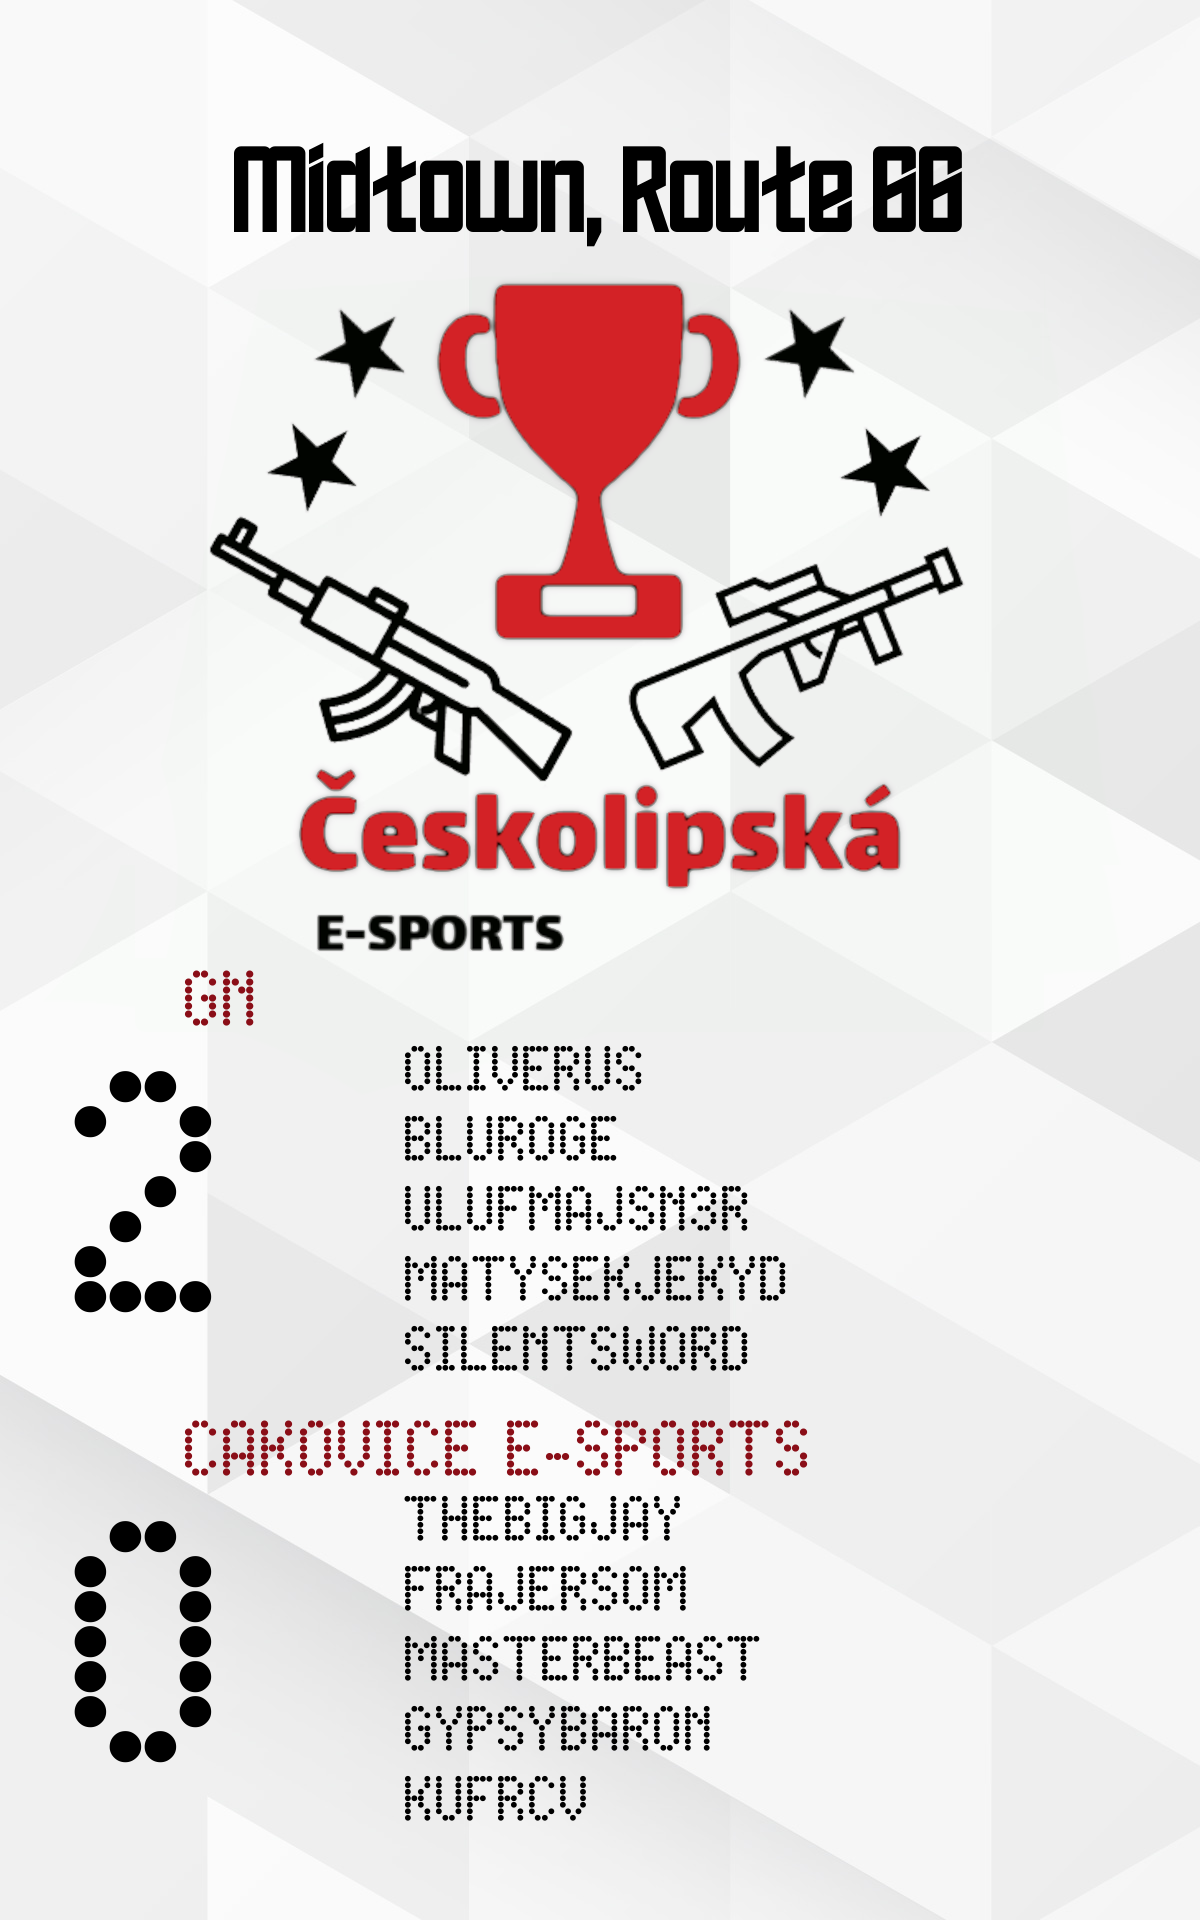 Midtown, Route 66
Českolipská
E-SPORTS
GM
2
OLIVERUS
BLUROGE
ULUFMAJSN3R
MATYSEKJEKYD
SILENTSWORD
CAKOVICE E-SPORTS
0
THEBIGJAY
FRAJERSOM
MASTERBEAST
GYPSYBARON
KUFRCV